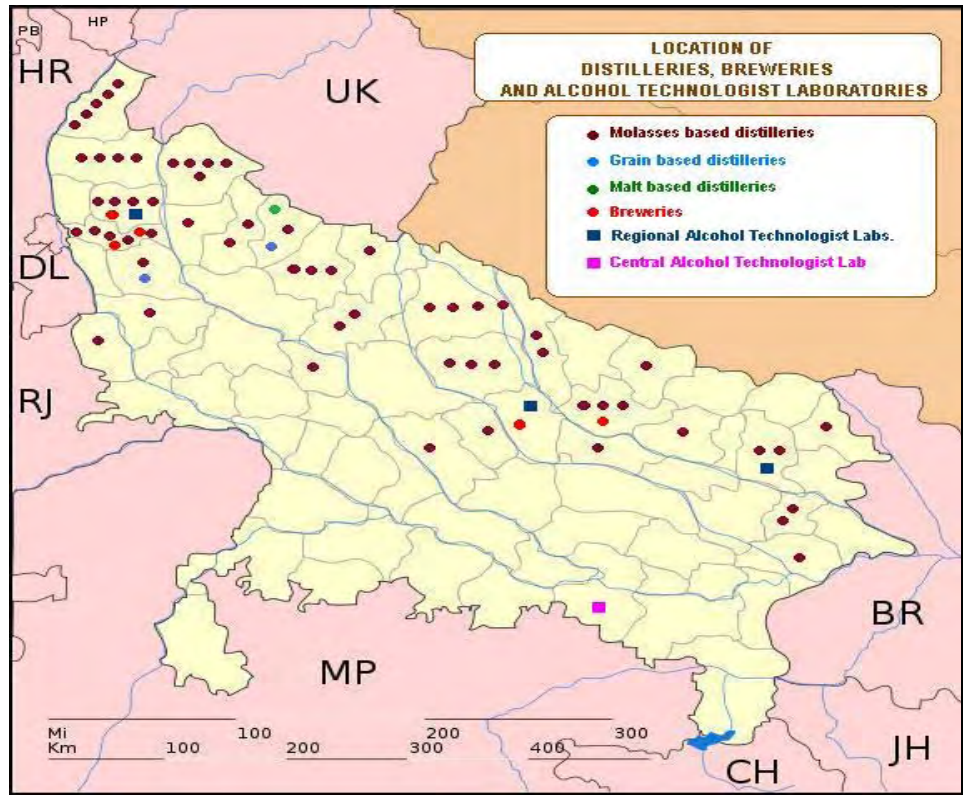 PB
HP
HR
UK
LOCATION OF
DISTILLERIES, BREWERIES
AND ALCOHOL TECHNOLOGIST LABORATORIES
Molasses based distilleries
Grain based distilleries
Malt based distilleries
Breweries
Regional Alcohol Technologist Labs.
Central Alcohol Technologist Lab
DL
RJ
BR
MP
JH
CH
Mi 100 200 300
Km 100 200 300 400